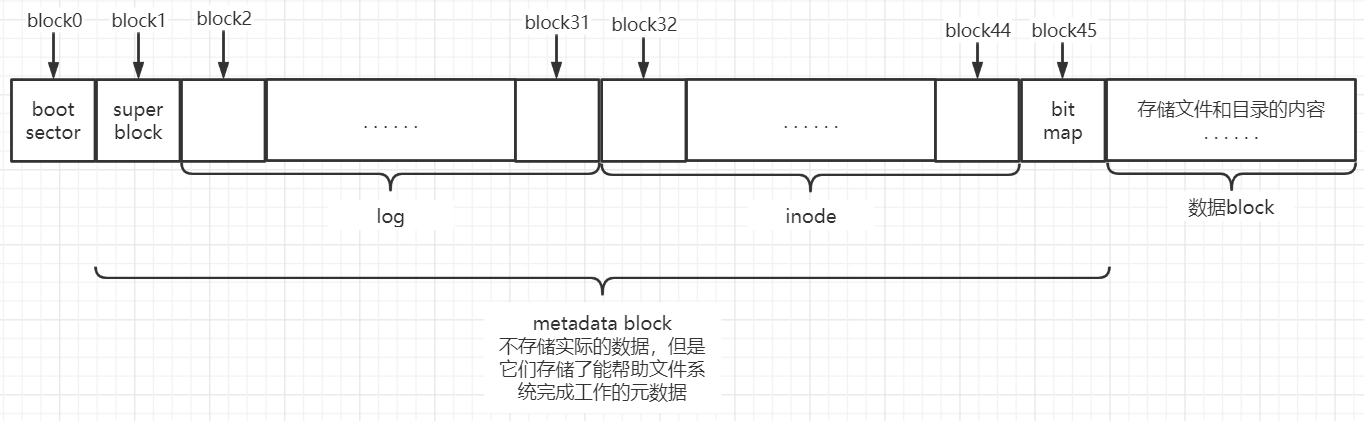 block0
block1
block2
block31
block32
block44
block45
boot
sector
super
block
......
......
bit
map
存储文件和目录的内容
......
log
inode
数据block
metadata block
不存储实际的数据，但是
它们存储了能帮助文件系
统完成工作的元数据